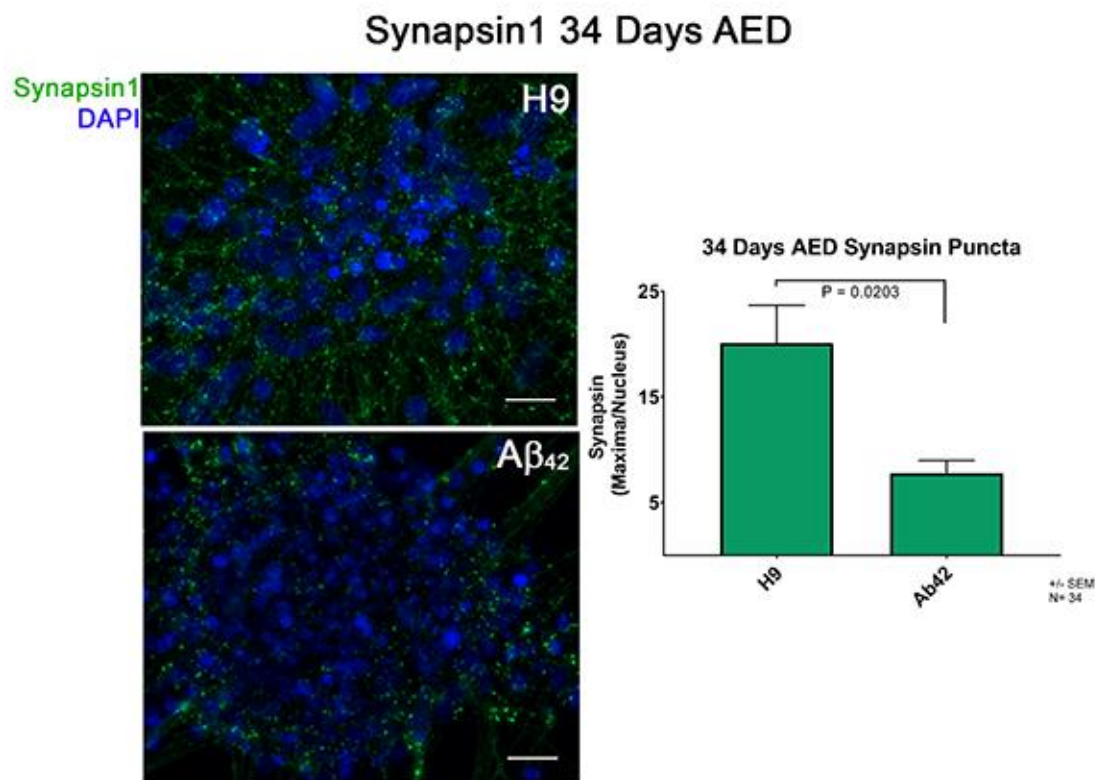 Synapsin1 34 Days AED
Synapsin1
DAPI
H9
Aβ42
34 Days AED Synapsin Puncta
P = 0.0203
Synapsin
(Maxima/Nucleus)
25
15
5
H9
Ab42
+/- SEM
N= 34